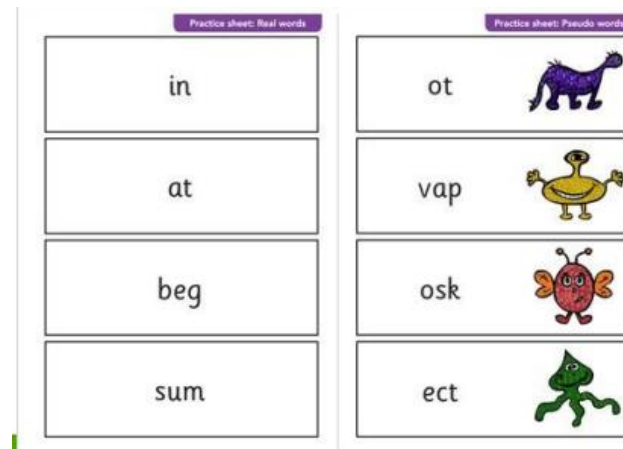 Practice sheet: Real words
in
at
beg
sum
Practice sheet: Pseudo words
ot
vap
osk
ect